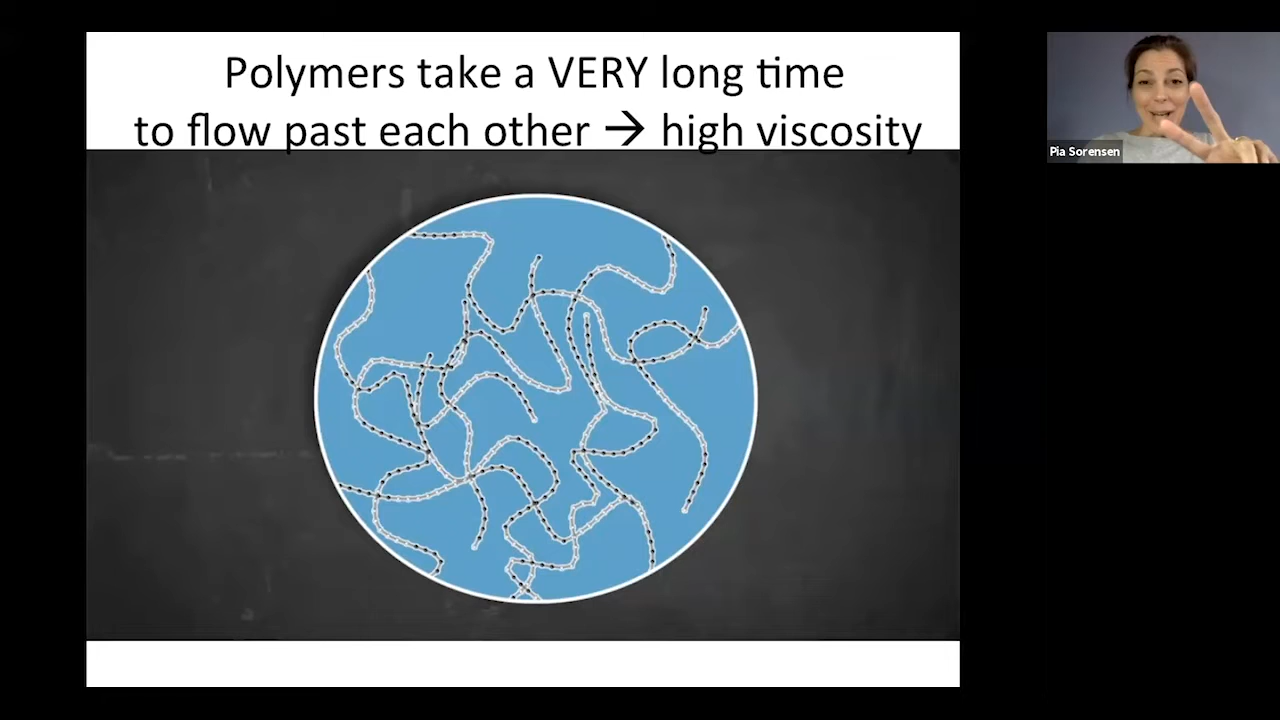 Polymers take a VERY long time
to flow past each other → high viscosity
Pia Sorensen